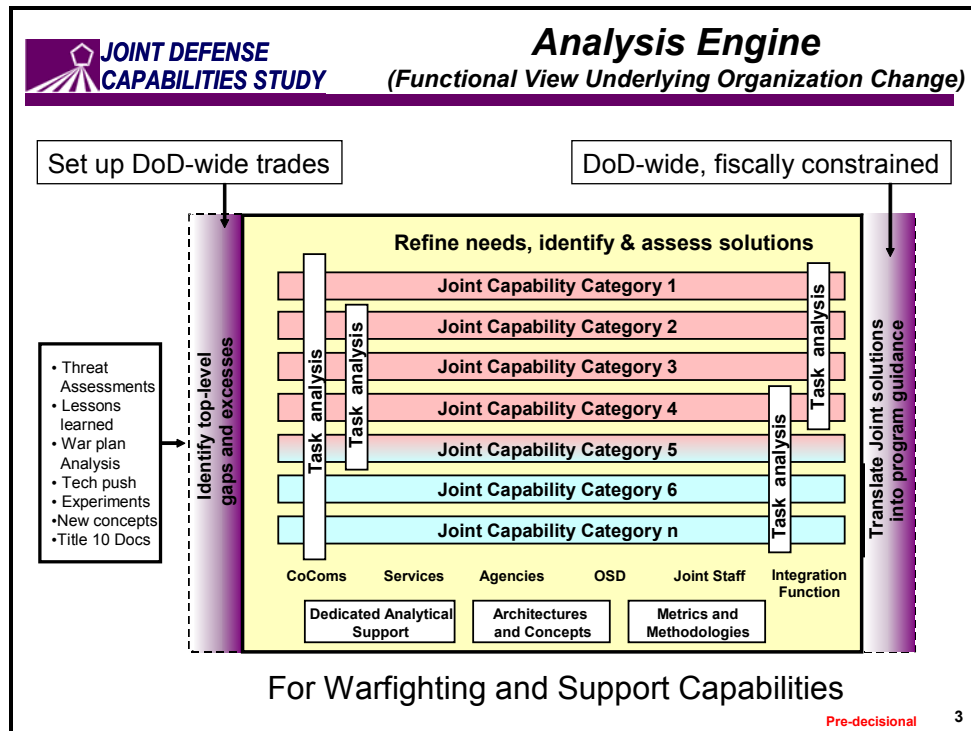 JOINT DEFENSE
CAPABILITIES STUDY
Analysis Engine
(Functional View Underlying Organization Change)
Set up DoD-wide trades
DoD-wide, fiscally constrained
• Threat
Assessments
• Lessons
learned
• War plan
Analysis
• Tech push
• Experiments
•New concepts
•Title 10 Docs
Identify top-level
gaps and excesses
Refine needs, identify & assess solutions
Joint Capability Category 1
Joint Capability Category 2
Joint Capability Category 3
Joint Capability Category 4
Joint Capability Category 5
Joint Capability Category 6
Joint Capability Category n
Task analysis
Task analysis
Task analysis
Task analysis
CoComs
Services
Agencies
OSD
Joint Staff
Integration
Function
Dedicated Analytical
Support
Architectures
and Concepts
Metrics and
Methodologies
Translate Joint solutions
into program guidance
For Warfighting and Support Capabilities
Pre-decisional
3